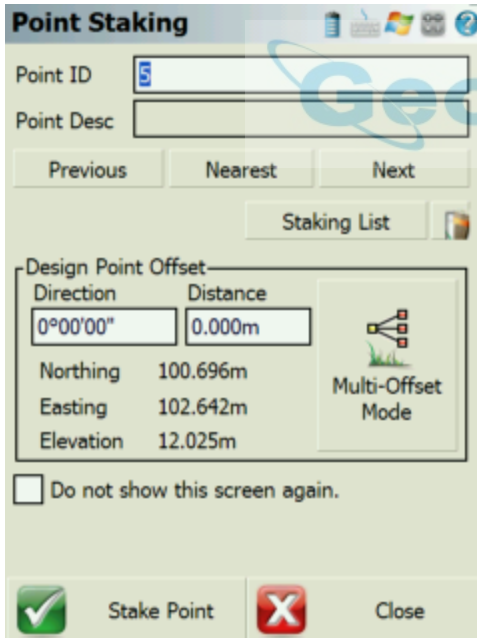 Point Staking
Point ID 5
Point Desc
Previous Nearest Next
Staking List
Design Point Offset
Direction Distance
0°00'00" 0.000m
Northing 100.696m
Easting 102.642m
Elevation 12.025m
Multi-Offset
Mode
Do not show this screen again.
Stake Point Close
Geo